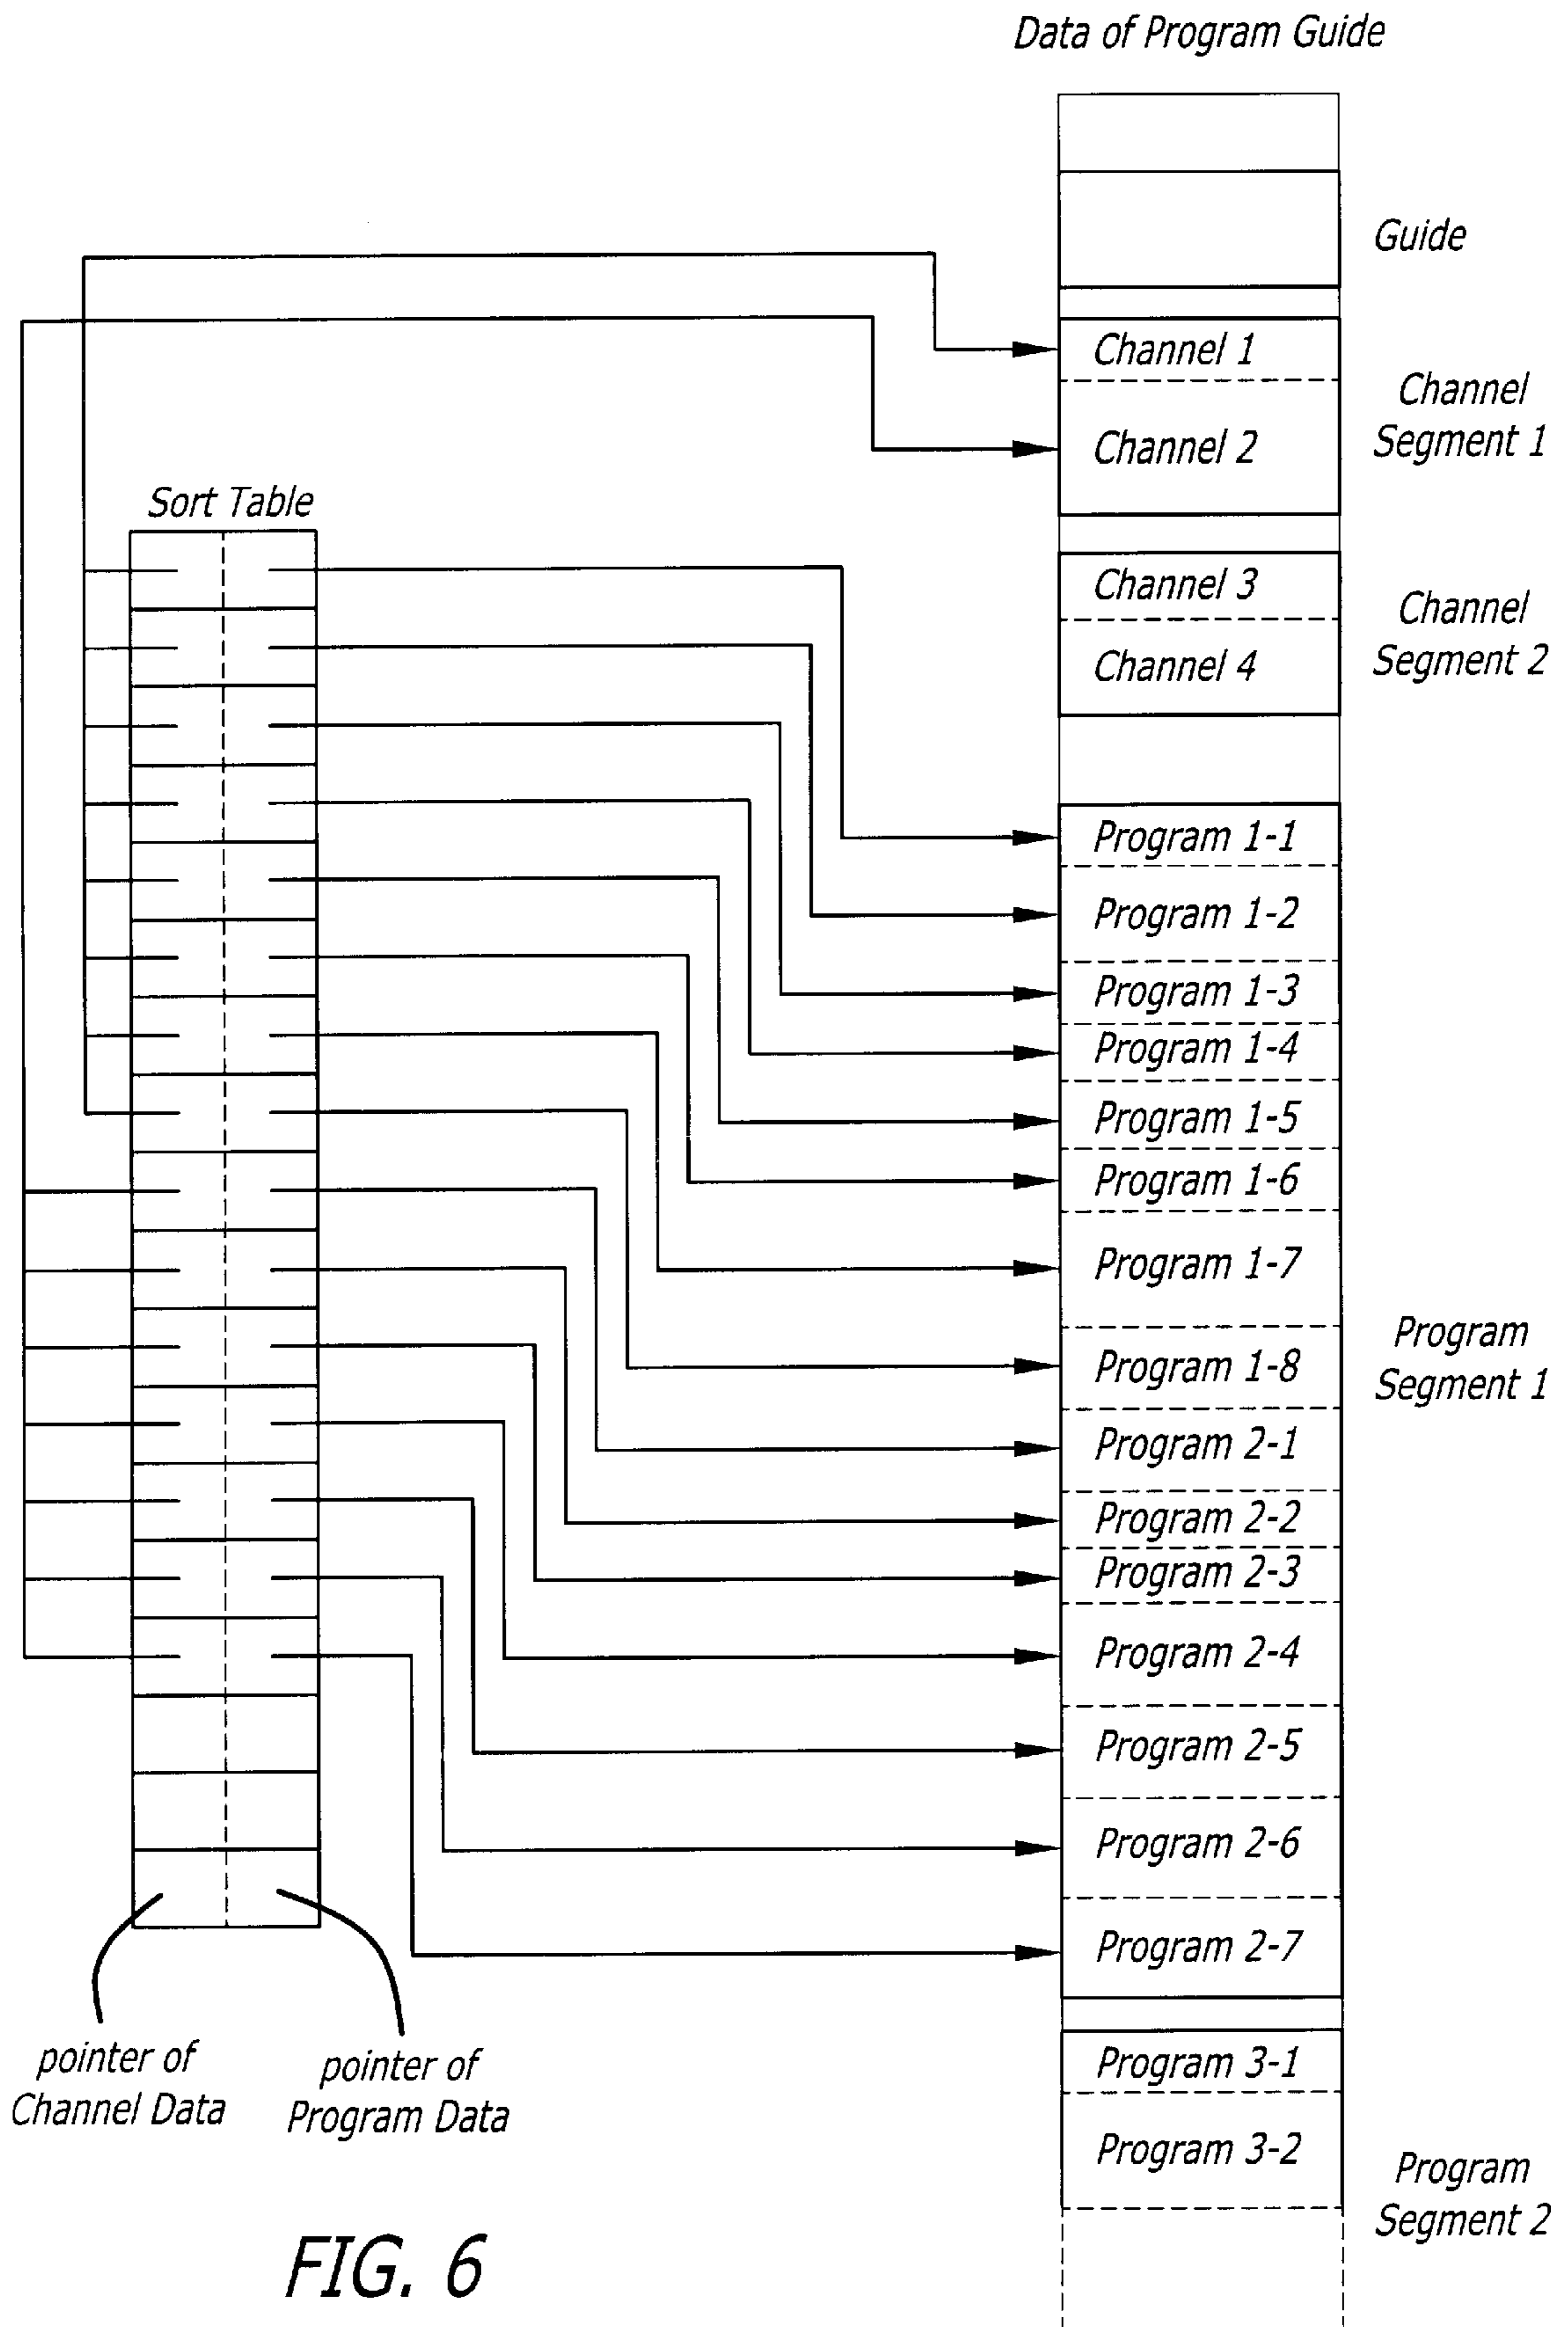 Data of Program Guide
Guide
Channel 1
Channel 2
Channel
Segment 1
Sort Table
Channel 3
Channel 4
Channel
Segment 2
Program 1-1
Program 1-2
Program 1-3
Program 1-4
Program 1-5
Program 1-6
Program 1-7
Program 1-8
Program 2-1
Program 2-2
Program 2-3
Program 2-4
Program 2-5
Program 2-6
Program 2-7
Program
Segment 1
pointer of
Channel Data
pointer of
Program Data
Program 3-1
Program 3-2
Program
Segment 2
FIG. 6